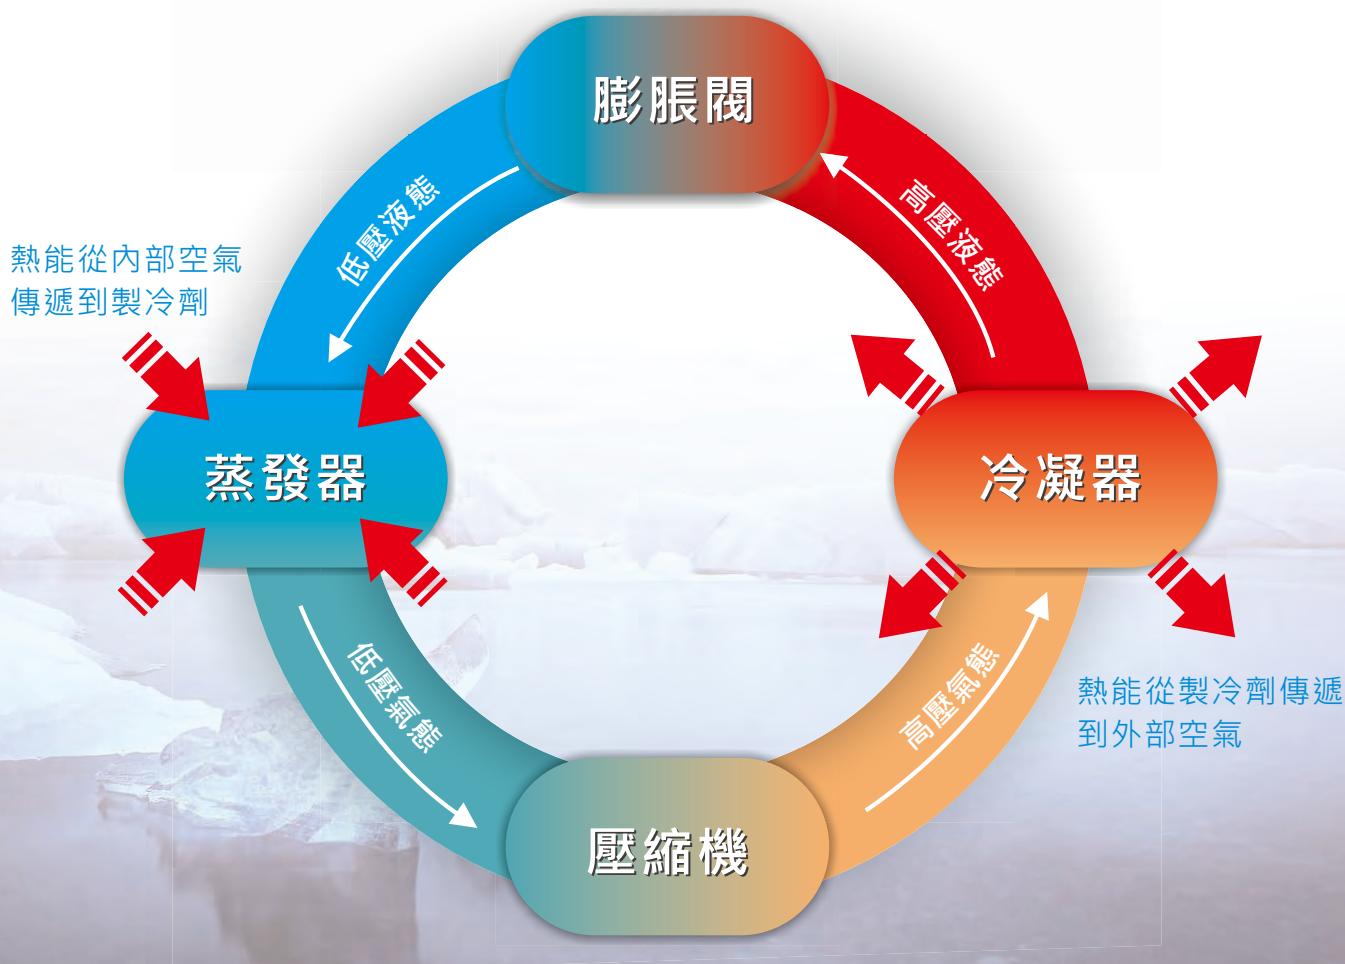 膨脹閥
低壓液態
高壓液態
熱能從內部空氣
傳遞到製冷劑
蒸發器
冷凝器
低壓氣態
高壓氣態
熱能從製冷劑傳遞
到外部空氣
壓縮機